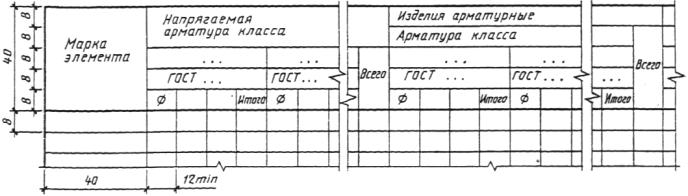 Марка элемента
Напрягаемая арматура класса
Изделия арматурные
Арматура класса
... ... ... ...
ГОСТ ... ГОСТ... Всего ГОСТ ... ГОСТ... ... Всего
Ø Итого Ø Ø Итого Ø Итого
40
8
8
8
8
8
8
40 12min